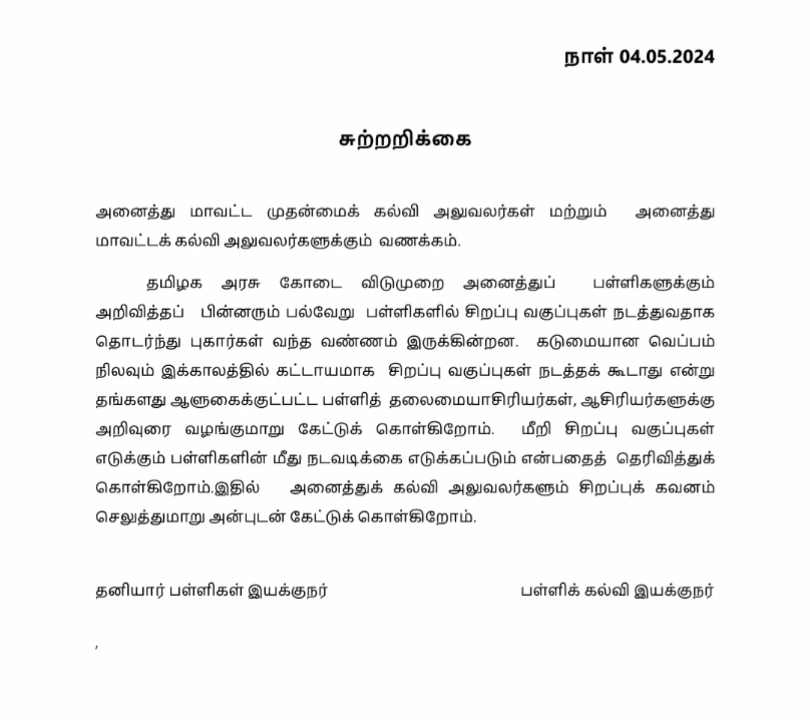 நாள் 04.05.2024
சுற்றறிக்கை
அனைத்து மாவட்ட முதன்மைக் கல்வி அலுவலர்கள் மற்றும் அனைத்து
மாவட்டக் கல்வி அலுவலர்களுக்கும் வணக்கம்.
தமிழக அரசு கோடை விடுமுறை அனைத்துப் பள்ளிகளுக்கும்
அறிவித்தப் பின்னரும் பல்வேறு பள்ளிகளில் சிறப்பு வகுப்புகள் நடத்துவதாக
தொடர்ந்து புகார்கள் வந்த வண்ணம் இருக்கின்றன. கடுமையான வெப்பம்
நிலவும் இக்காலத்தில் கட்டாயமாக சிறப்பு வகுப்புகள் நடத்தக் கூடாது என்று
தங்களது ஆளுகைக்குட்பட்ட பள்ளித் தலைமையாசிரியர்கள், ஆசிரியர்களுக்கு
அறிவுரை வழங்குமாறு கேட்டுக் கொள்கிறோம். மீறி சிறப்பு வகுப்புகள்
எடுக்கும் பள்ளிகளின் மீது நடவடிக்கை எடுக்கப்படும் என்பதைத் தெரிவித்துக்
கொள்கிறோம்.இதில் அனைத்துக் கல்வி அலுவலர்களும் சிறப்புக் கவனம்
செலுத்துமாறு அன்புடன் கேட்டுக் கொள்கிறோம்.
தனியார் பள்ளிகள் இயக்குநர் பள்ளிக் கல்வி இயக்குநர்
,